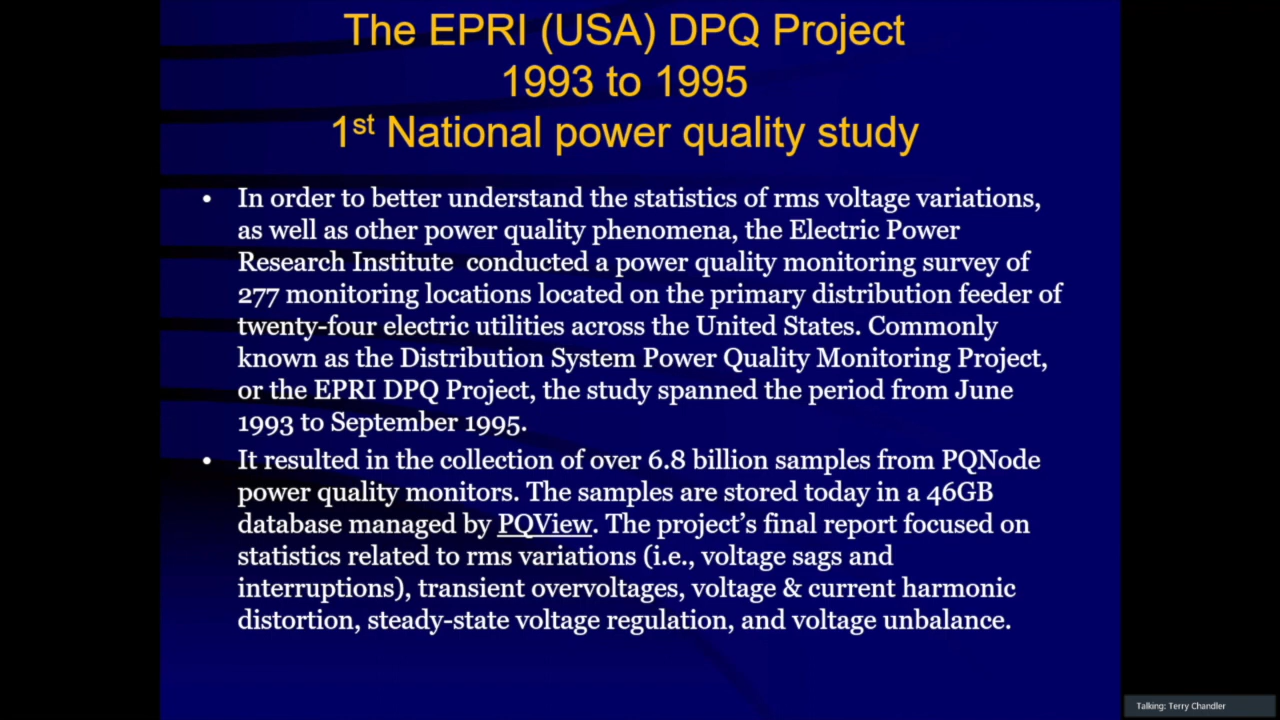 The EPRI (USA) DPQ Project
1993 to 1995
1st National power quality study
• In order to better understand the statistics of rms voltage variations,
as well as other power quality phenomena, the Electric Power
Research Institute  conducted a power quality monitoring survey of
277 monitoring locations located on the primary distribution feeder of
twenty-four electric utilities across the United States. Commonly
known as the Distribution System Power Quality Monitoring Project,
or the EPRI DPQ Project, the study spanned the period from June
1993 to September 1995.
• It resulted in the collection of over 6.8 billion samples from PQNode
power quality monitors. The samples are stored today in a 46GB
database managed by PQView. The project’s final report focused on
statistics related to rms variations (i.e., voltage sags and
interruptions), transient overvoltages, voltage & current harmonic
distortion, steady-state voltage regulation, and voltage unbalance.
Talking: Terry Chandler